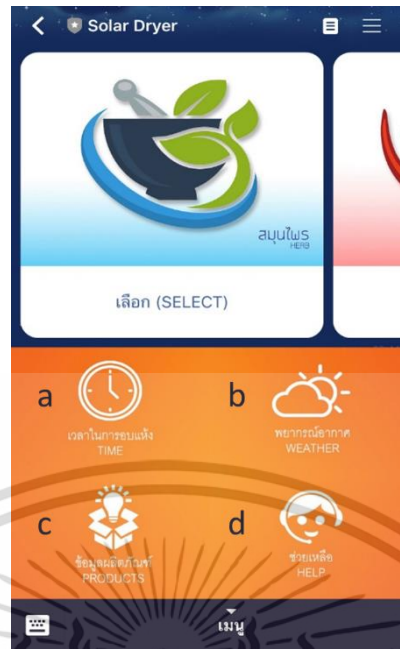 Solar Dryer
สมุนไพร
HERB
เลือก (SELECT)
a
เวลาในการอบแห้ง
TIME
b
พยากรณ์อากาศ
WEATHER
c
ข้อมูลผลิตภัณฑ์
PRODUCTS
d
ช่วยเหลือ
HELP
เมนู